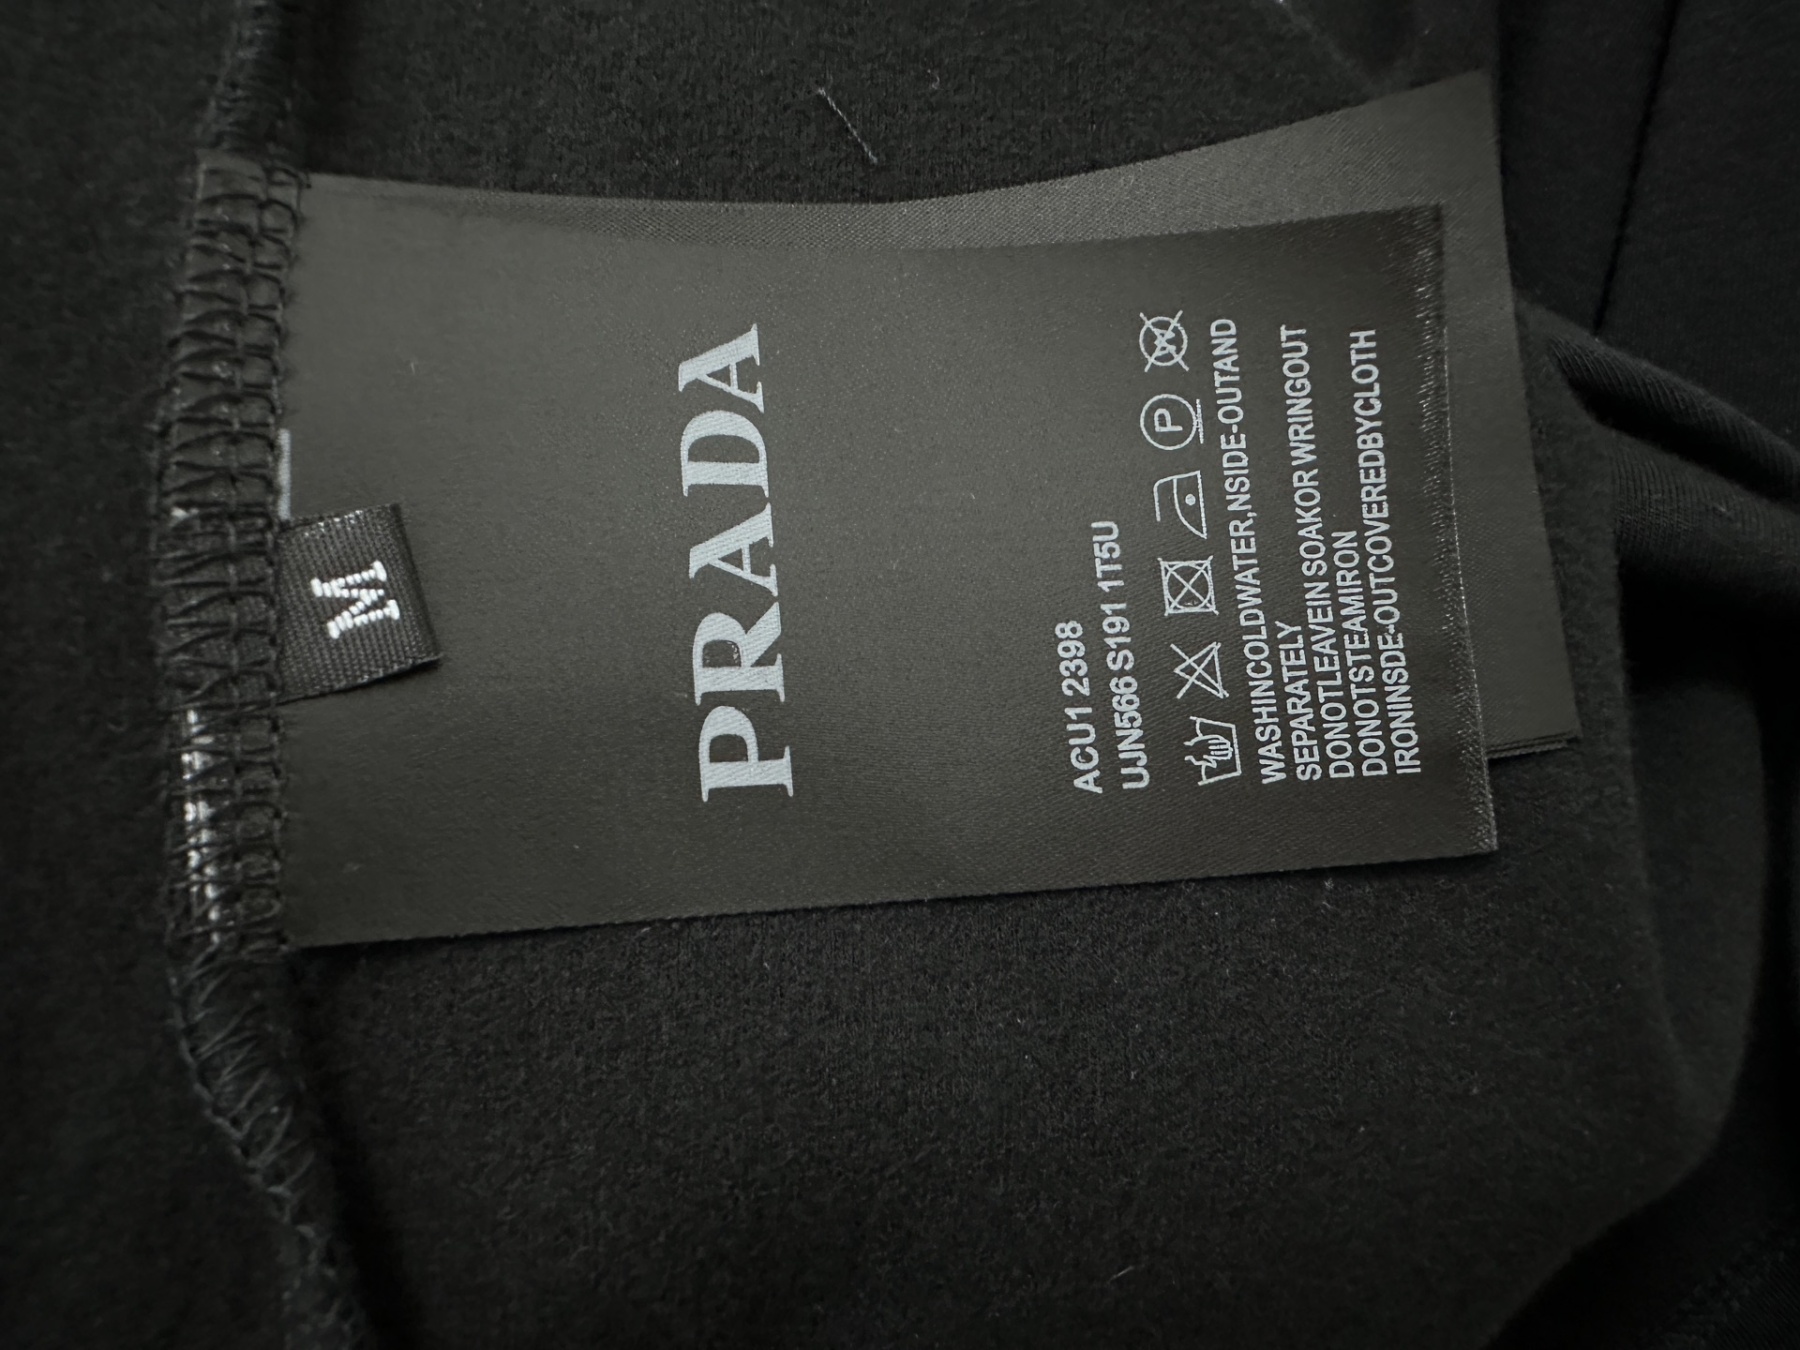 M
PRADA
ACU1 2398
UJN566 S191 1T5U
P
WASHINCOLDWATER,NSIDE-OUTAND
SEPARATELY
DONOTLEAVEIN SOAKOR WRINGOUT
DONOTSTEAMIRON
IRONINSDE-OUTCOVEREDBYCLOTH